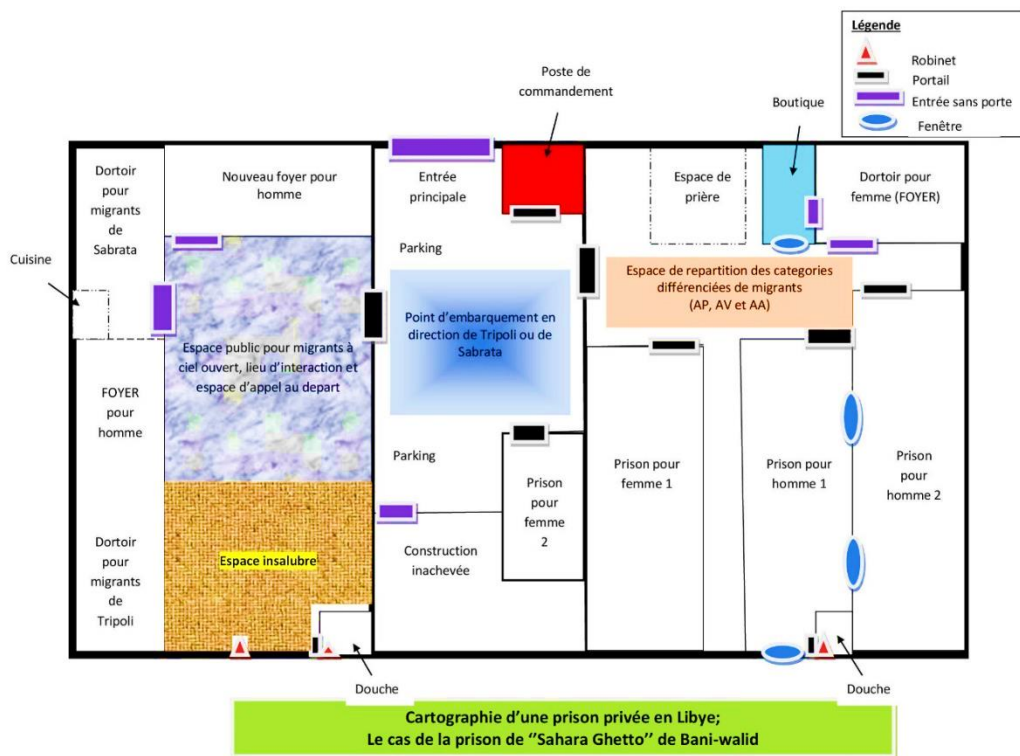 Légende
Robinet
Portail
Entrée sans porte
Fenêtre
Poste de
commandement
Boutique
Dortoir
pour
migrants
de
Sabrata
Nouveau foyer pour
homme
Entrée
principale
Espace de
prière
Dortoir pour
femme (FOYER)
Cuisine
Parking
Espace de repartition des categories
différenciées de migrants
(AP, AV et AA)
Point d'embarquement en
direction de Tripoli ou de
Sabrata
Espace public pour migrants à
ciel ouvert, lieu d'interaction et
espace d'appel au depart
FOYER
pour
homme
Parking
Prison
pour
femme
2
Prison pour
femme 1
Prison pour
homme 1
Prison
pour
homme 2
Dortoir
pour
migrants
de
Tripoli
Espace insalubre
Construction
inachevée
Douche
Douche
Cartographie d'une prison privée en Libye;
Le cas de la prison de ''Sahara Ghetto'' de Bani-walid